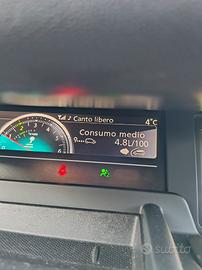 Canto libero
4°C
Consumo medio
4.8L/100
subito